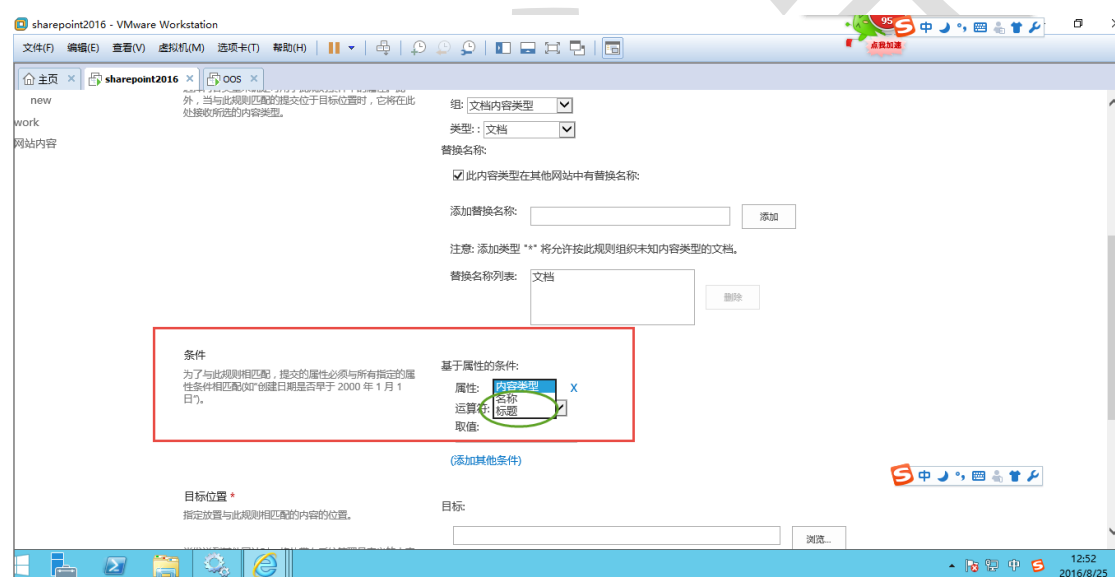 sharepoint2016 - VMware Workstation
95
中
文件(F) 编辑(E) 查看(V) 虚拟机(M) 选项卡(T) 帮助(H)
点我加速
主页 × sharepoint2016 × OOS ×
new
work
网站内容
外，当与此规则匹配的提交位于目标位置时，它将在此
处接收所选的内容类型。
组: 文档内容类型
类型: : 文档
替换名称:
此内容类型在其他网站中有替换名称:
添加替换名称:
添加
注意: 添加类型 "*" 将允许按此规则组织未知内容类型的文档。
替换名称列表: 文档
删除
条件
为了与此规则相匹配，提交的属性必须与所有指定的属
性条件相匹配(如"创建日期是否早于 2000 年 1 月 1
日")。
基于属性的条件:
属性: 内容类型 X
名称
运算符: 标题
取值:
(添加其他条件)
中
目标位置 *
指定放置与此规则相匹配的内容的位置。
目标:
浏览...
中
12:52
2016/8/25